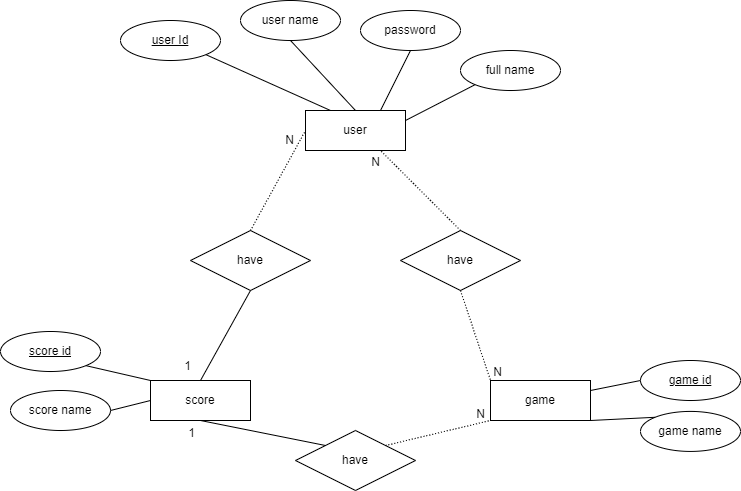 user name
password
user Id
full name
user
N
N
have
have
score id
1
N
score
game
game id
score name
N
game name
1
have